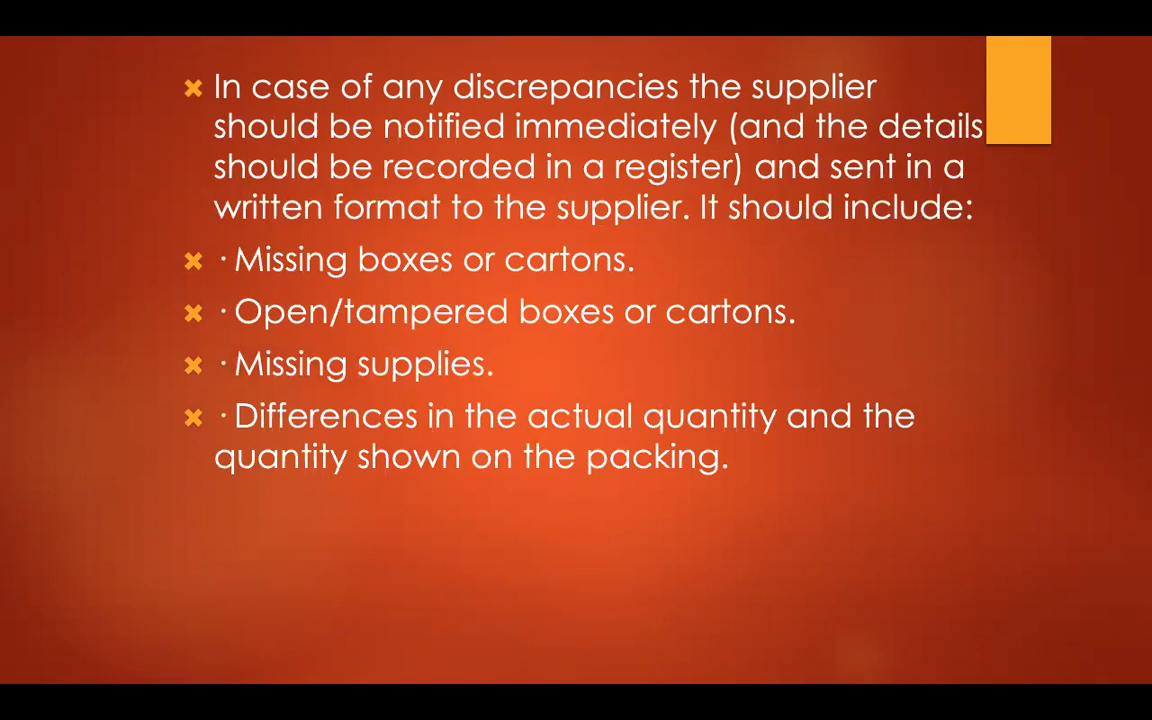 In case of any discrepancies the supplier
should be notified immediately (and the details
should be recorded in a register) and sent in a
written format to the supplier. It should include:
· Missing boxes or cartons.
· Open/tampered boxes or cartons.
· Missing supplies.
· Differences in the actual quantity and the
quantity shown on the packing.